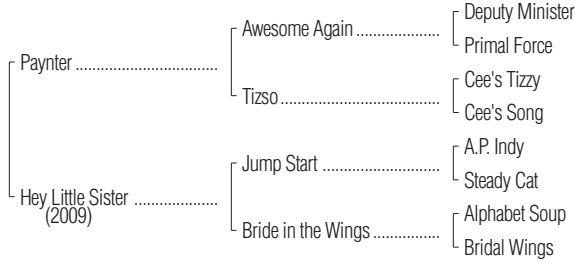 Deputy Minister
Awesome Again ..................
Primal Force
Paynter ..................................
Cee's Tizzy
Tizso......................................
Cee's Song
A.P. Indy
Jump Start ............................
Steady Cat
Hey Little Sister ....................
(2009)
Alphabet Soup
Bride in the Wings................
Bridal Wings